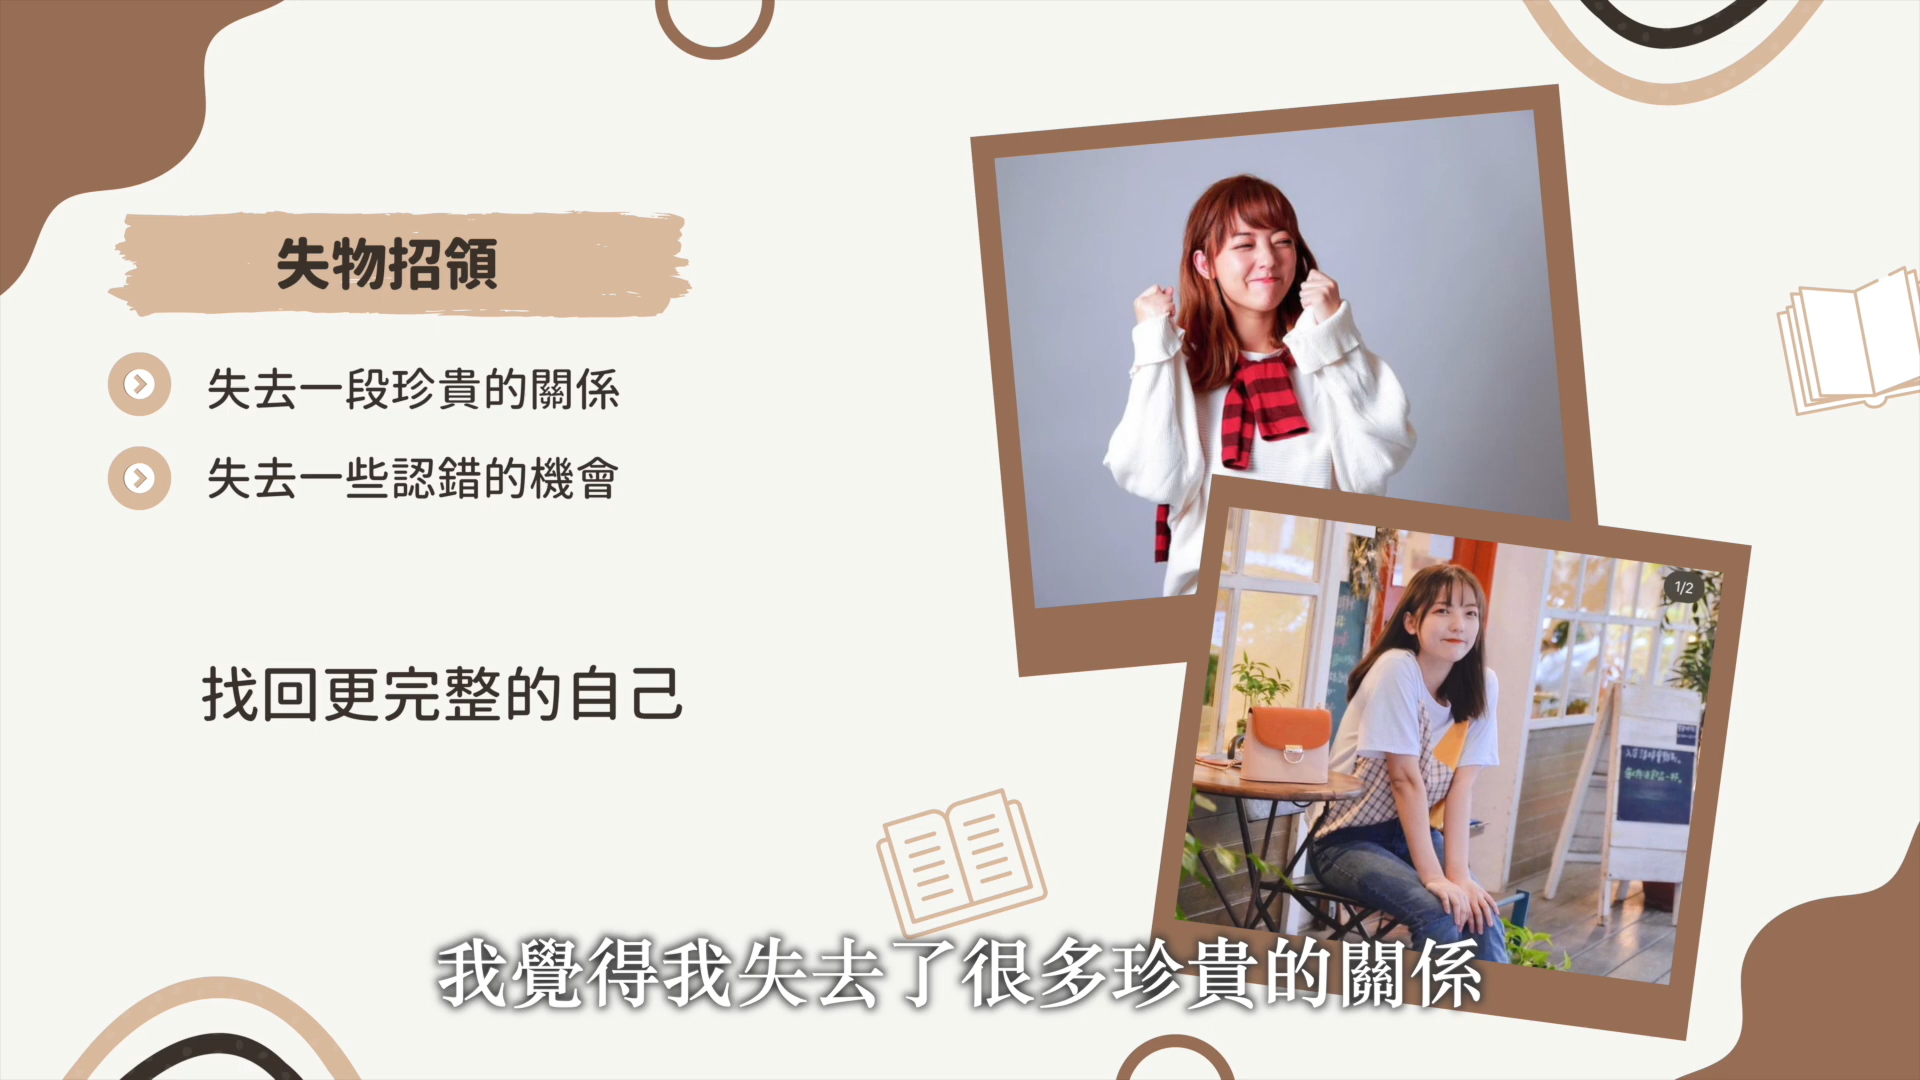 失物招領
失去一段珍貴的關係
失去一些認錯的機會
找回更完整的自己
1/2
我覺得我失去了很多珍貴的關係